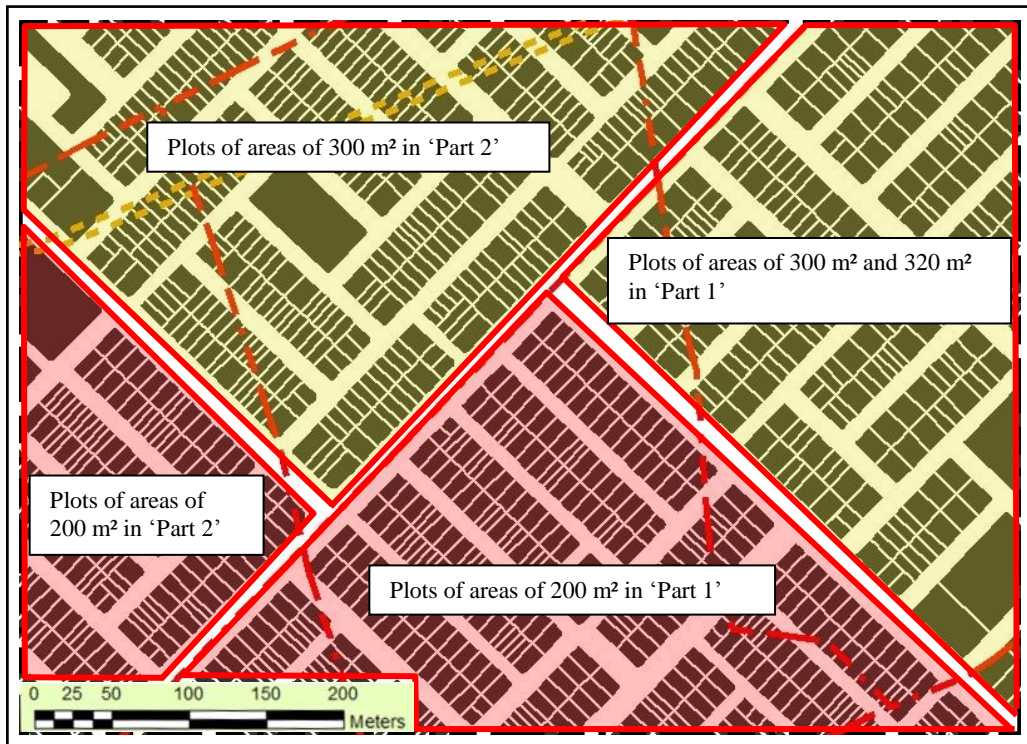 Plots of areas of 300 m² in ‘Part 2’
Plots of areas of 300 m² and 320 m²
in ‘Part 1’
Plots of areas of
200 m² in ‘Part 2’
Plots of areas of 200 m² in ‘Part 1’
0 25 50 100 150 200
Meters